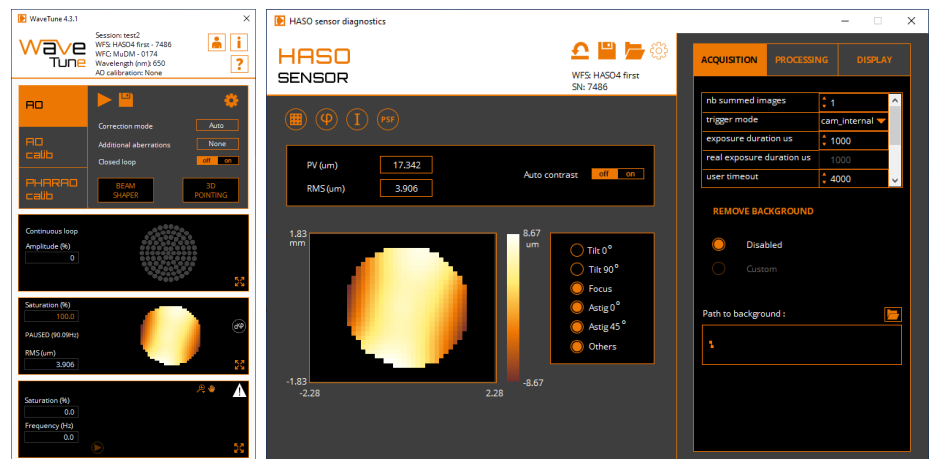 WaveTune 4.3.1
Wave
Tune
Session: test2
WFS: HASO4 first - 7486
WFC: MuDM - 0174
Wavelength (nm): 650
AO calibration: None
i
?
AO
AO
calib
PHARAO
calib
Correction mode
Auto
Additional aberrations
None
Closed loop
off on
BEAM
SHAPER
3D
POINTING
Continuous loop
Amplitude (%)
0
Saturation (%)
100.0
PAUSED (90.09Hz)
RMS (um)
3.906
Saturation (%)
0.0
Frequency (Hz)
0.0
HASO sensor diagnostics
HASO
SENSOR
WFS: HASO4 first
SN: 7486
φ
I
PSF
PV (um)
17.342
RMS (um)
3.906
Auto contrast
off on
1.83
mm
-1.83
-2.28
2.28
8.67
um
-8.67
Tilt 0°
Tilt 90°
Focus
Astig 0°
Astig 45°
Others
ACQUISITION PROCESSING DISPLAY
nb summed images 1
trigger mode cam_internal
exposure duration us 1000
real exposure duration us 1000
user timeout 4000
REMOVE BACKGROUND
Disabled
Custom
Path to background :